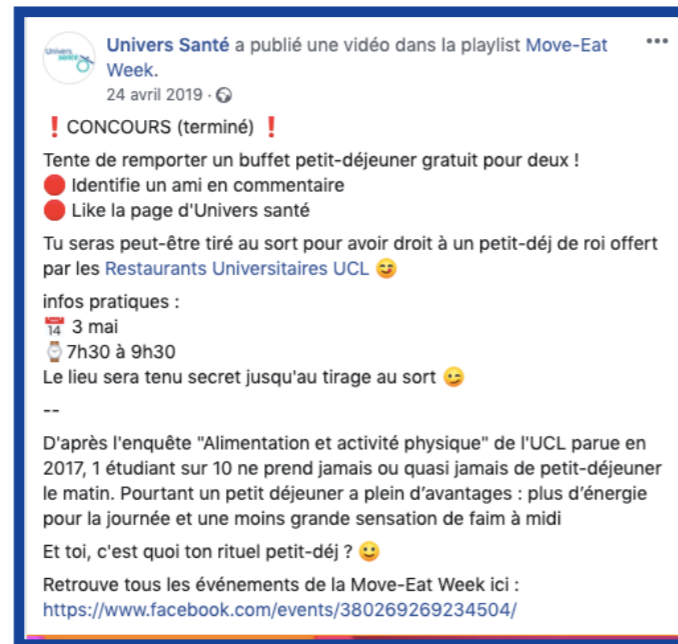 Univers santé
Univers Santé a publié une vidéo dans la playlist Move-Eat
Week.
24 avril 2019 ·
❗ CONCOURS (terminé) ❗
Tente de remporter un buffet petit-déjeuner gratuit pour deux !
🔴 Identifie un ami en commentaire
🔴 Like la page d'Univers santé
Tu seras peut-être tiré au sort pour avoir droit à un petit-déj de roi offert
par les Restaurants Universitaires UCL 😋
infos pratiques :
📅 3 mai
⌚ 7h30 à 9h30
Le lieu sera tenu secret jusqu'au tirage au sort 😉
--
D'après l'enquête "Alimentation et activité physique" de l'UCL parue en
2017, 1 étudiant sur 10 ne prend jamais ou quasi jamais de petit-déjeuner
le matin. Pourtant un petit déjeuner a plein d’avantages : plus d’énergie
pour la journée et une moins grande sensation de faim à midi
Et toi, c'est quoi ton rituel petit-déj ? 🙂
Retrouve tous les événements de la Move-Eat Week ici :
https://www.facebook.com/events/380269269234504/